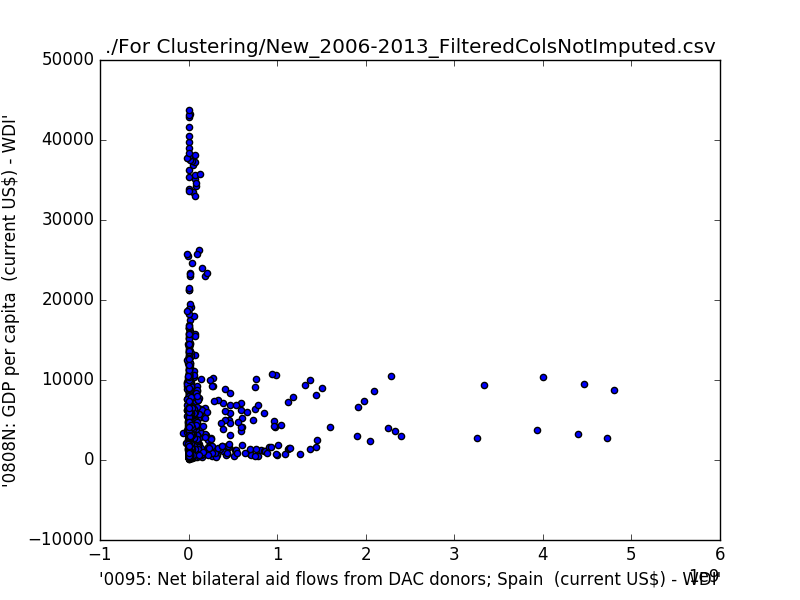 ./For Clustering/New_2006-2013_FilteredColsNotImputed.csv
50000
40000
30000
20000
10000
0
−10000
'0808N: GDP per capita  (current US$) - WDI'
−1 0 1 2 3 4 5 6
1e9
'0095: Net bilateral aid flows from DAC donors; Spain  (current US$) - WDI'